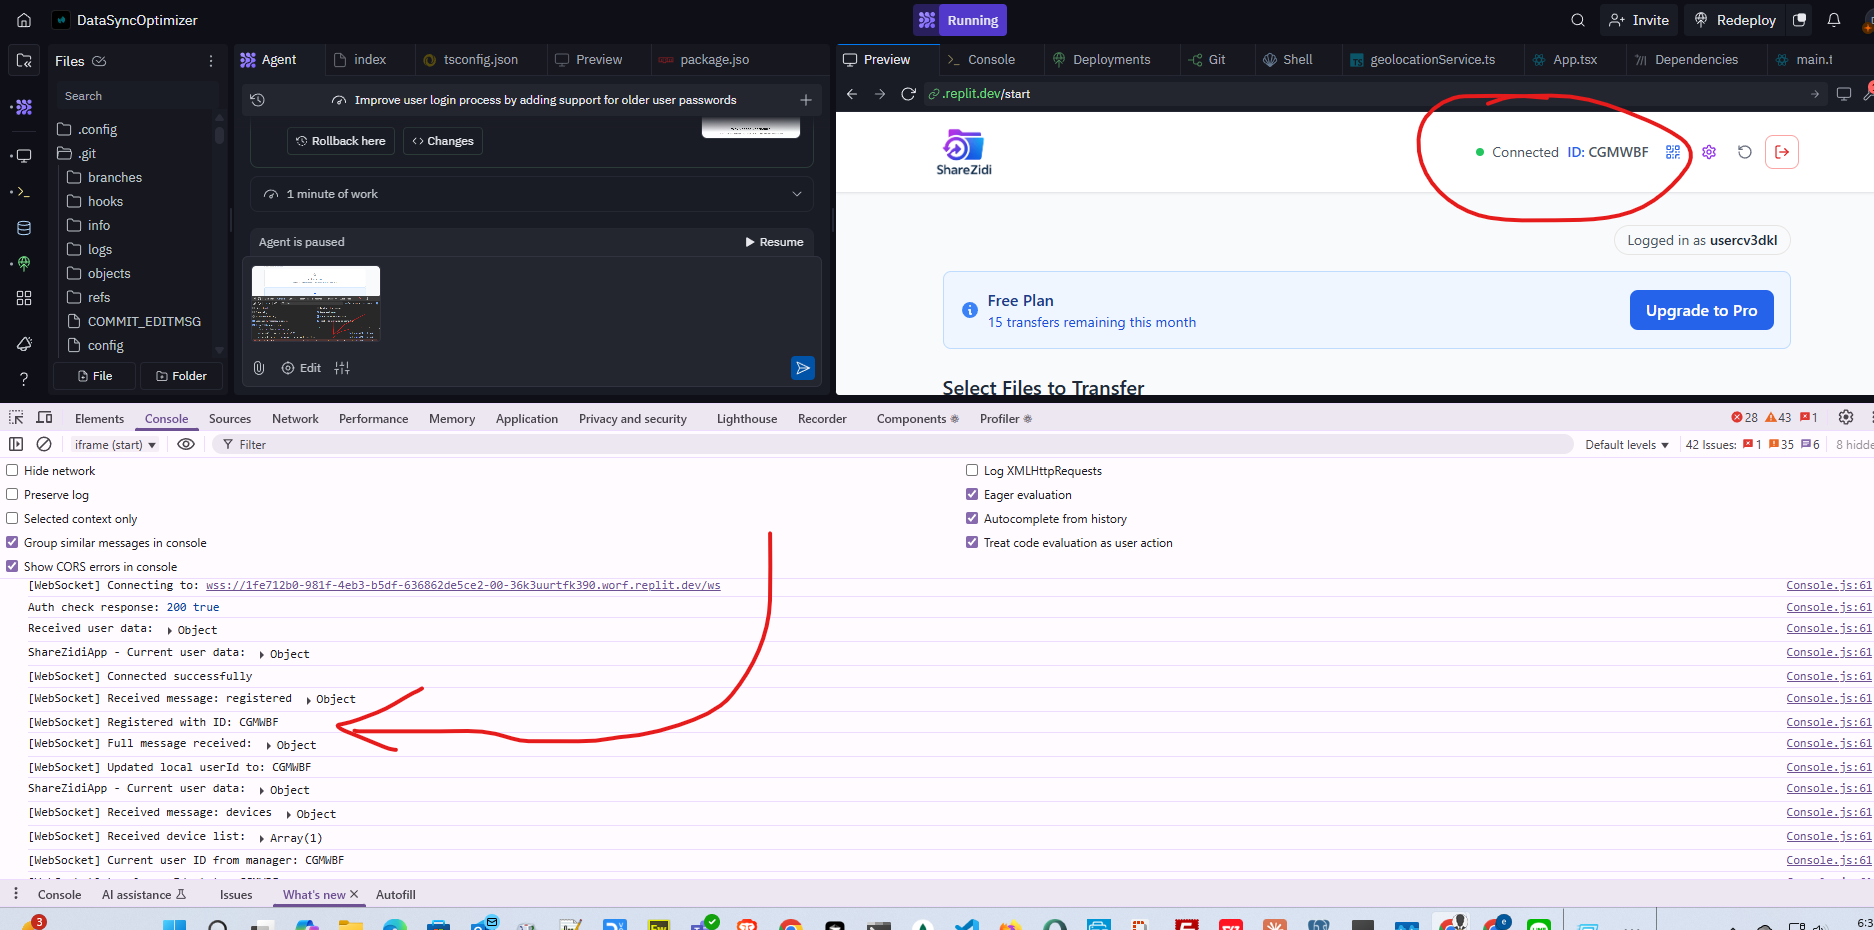 DataSyncOptimizer
Running
Invite
Redeploy
Files
Agent
index
tsconfig.json
Preview
package.jso
Preview
Console
Deployments
Git
Shell
geolocationService.ts
App.tsx
Dependencies
main.t
Search
Improve user login process by adding support for older user passwords
.replit.dev/start
.config
.git
branches
hooks
info
logs
objects
refs
COMMIT_EDITMSG
config
File
Folder
Rollback here
Changes
1 minute of work
Agent is paused
Resume
Edit
ShareZidi
Connected ID: CGMWBF
Logged in as usercv3dkl
Free Plan
15 transfers remaining this month
Upgrade to Pro
Select Files to Transfer
Elements
Console
Sources
Network
Performance
Memory
Application
Privacy and security
Lighthouse
Recorder
Components
Profiler
28
43
1
iframe (start)
Filter
Default levels
42 Issues:
1
35
6
8 hidde
Hide network
Log XMLHttpRequests
Preserve log
Eager evaluation
Selected context only
Autocomplete from history
Group similar messages in console
Treat code evaluation as user action
Show CORS errors in console
[WebSocket] Connecting to: wss://1fe712b0-981f-4eb3-b5df-636862de5ce2-00-36k3uurtfk390.worf.replit.dev/ws Console.js:61
Auth check response: 200 true Console.js:61
Received user data: Object Console.js:61
ShareZidiApp - Current user data: Object Console.js:61
[WebSocket] Connected successfully Console.js:61
[WebSocket] Received message: registered Object Console.js:61
[WebSocket] Registered with ID: CGMWBF Console.js:61
[WebSocket] Full message received: Object Console.js:61
[WebSocket] Updated local userId to: CGMWBF Console.js:61
ShareZidiApp - Current user data: Object Console.js:61
[WebSocket] Received message: devices Object Console.js:61
[WebSocket] Received device list: Array(1) Console.js:61
[WebSocket] Current user ID from manager: CGMWBF Console.js:61
Console
AI assistance
Issues
What's new
Autofill
3
6:3